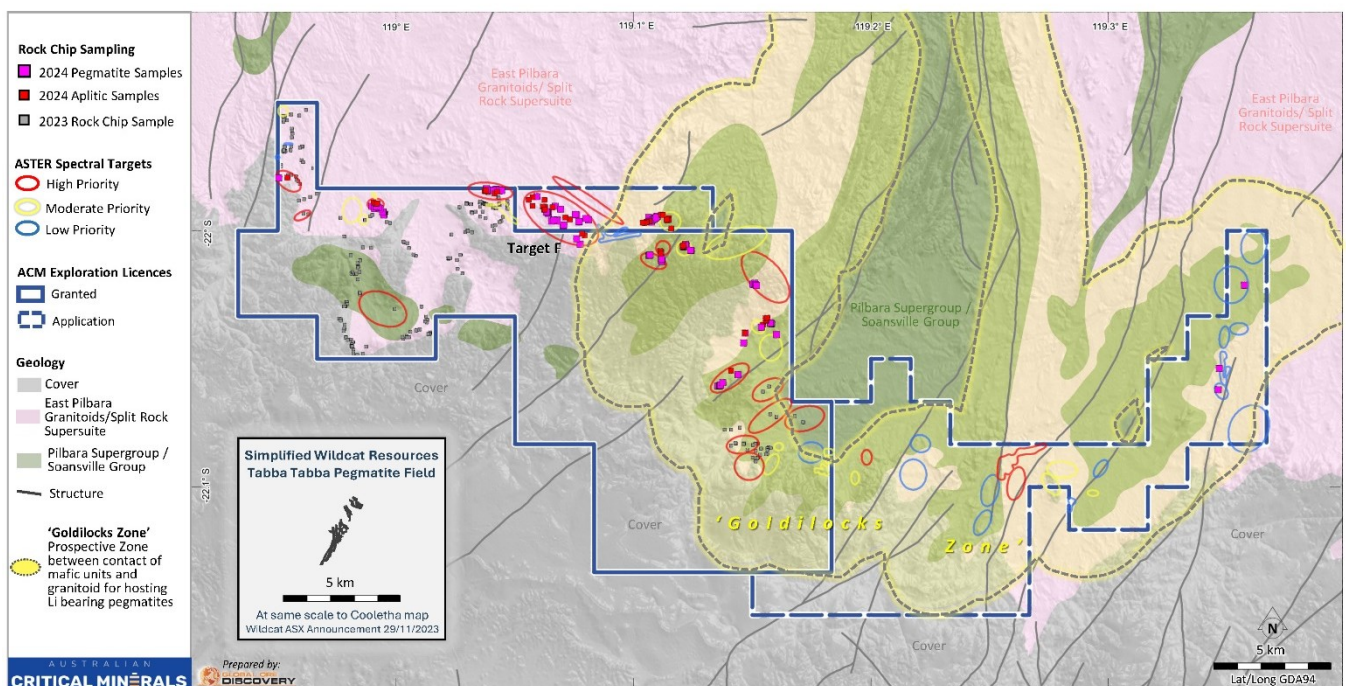 Rock Chip Sampling
2024 Pegmatite Samples
2024 Aplitic Samples
2023 Rock Chip Sample
ASTER Spectral Targets
High Priority
Moderate Priority
Low Priority
ACM Exploration Licences
Granted
Application
Geology
Cover
East Pilbara
Granitoids/Split Rock
Supersuite
Pilbara Supergroup /
Soansville Group
Structure
'Goldilocks Zone'
Prospective Zone
between contact of
mafic units and
granitoid for hosting
Li bearing pegmatites
AUSTRALIAN
CRITICAL MINERALS
119° E
119.1° E
119.2° E
119.3° E
-22° S
-22.1° S
East Pilbara
Granitoids/ Split
Rock Supersuite
East Pilbara
Granitoids/ Split
Rock Supersuite
Target F
Pilbara Supergroup /
Soansville Group
Cover
Cover
Cover
Cover
'Goldilocks
Zone'
Simplified Wildcat Resources
Tabba Tabba Pegmatite Field
5 km
At same scale to Cooletha map
Wildcat ASX Announcement 29/11/2023
Prepared by:
GLOBAL ORE
DISCOVERY
N
5 km
Lat/Long GDA94